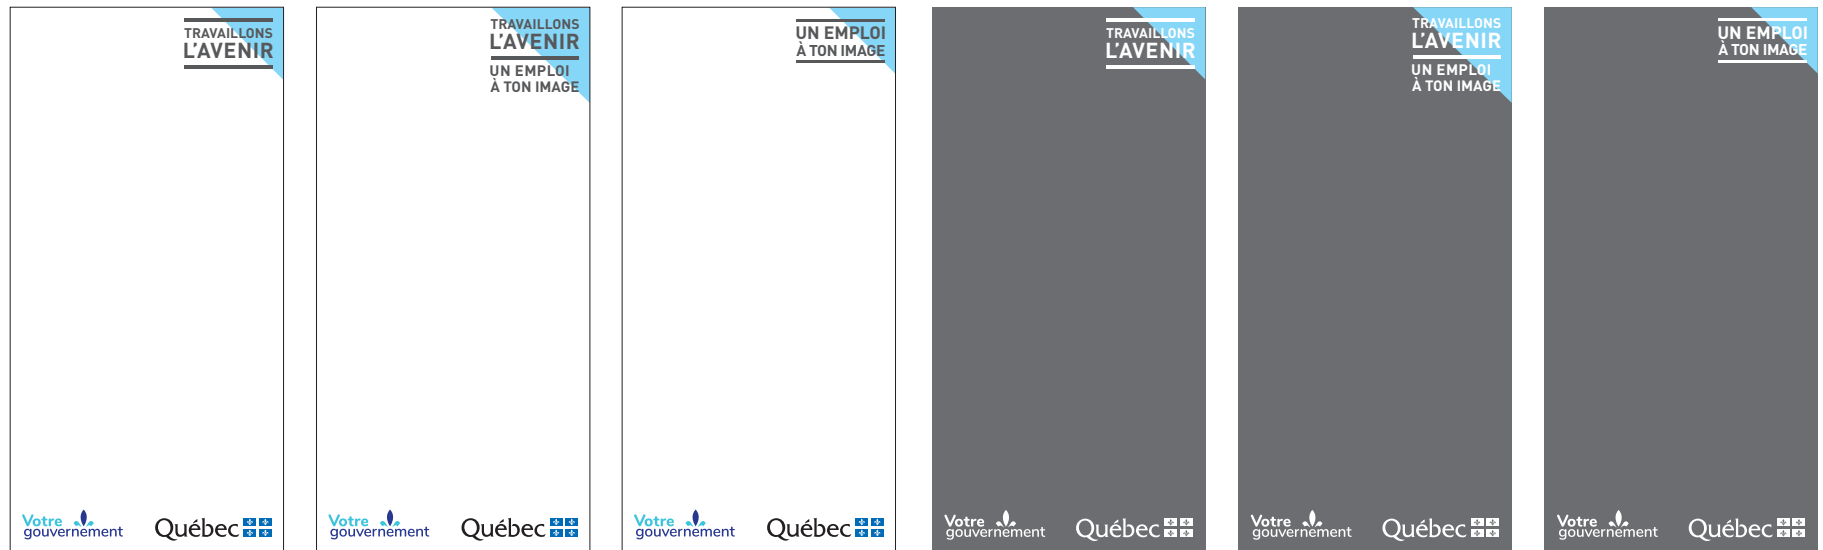 TRAVAILLONS
L'AVENIR
Votre
gouvernement
Québec
TRAVAILLONS
L'AVENIR
UN EMPLOI
À TON IMAGE
Votre
gouvernement
Québec
UN EMPLOI
À TON IMAGE
Votre
gouvernement
Québec
TRAVAILLONS
L'AVENIR
Votre
gouvernement
Québec
TRAVAILLONS
L'AVENIR
UN EMPLOI
À TON IMAGE
Votre
gouvernement
Québec
UN EMPLOI
À TON IMAGE
Votre
gouvernement
Québec